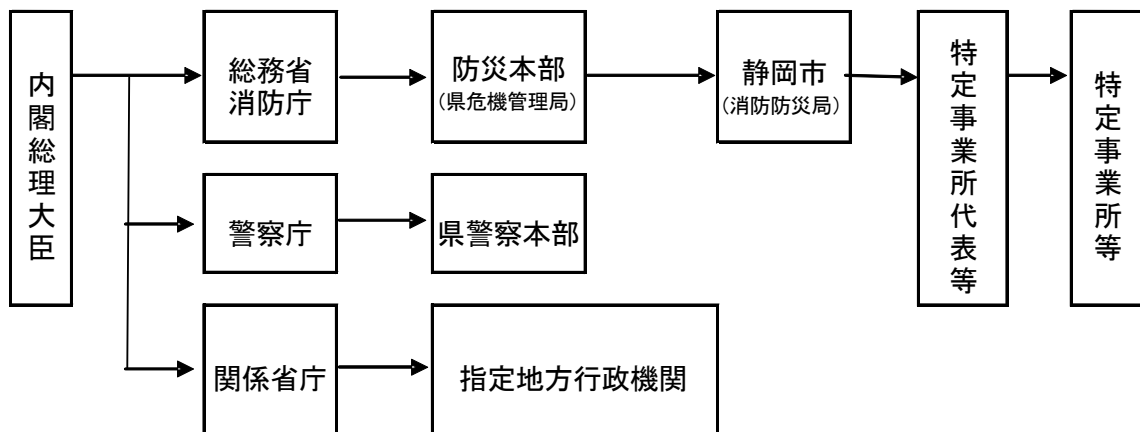 内閣総理大臣
総務省
消防庁
防災本部
（県危機管理局）
静岡市
（消防防災局）
特定事業所代表等
特定事業所等
警察庁
県警察本部
関係省庁
指定地方行政機関